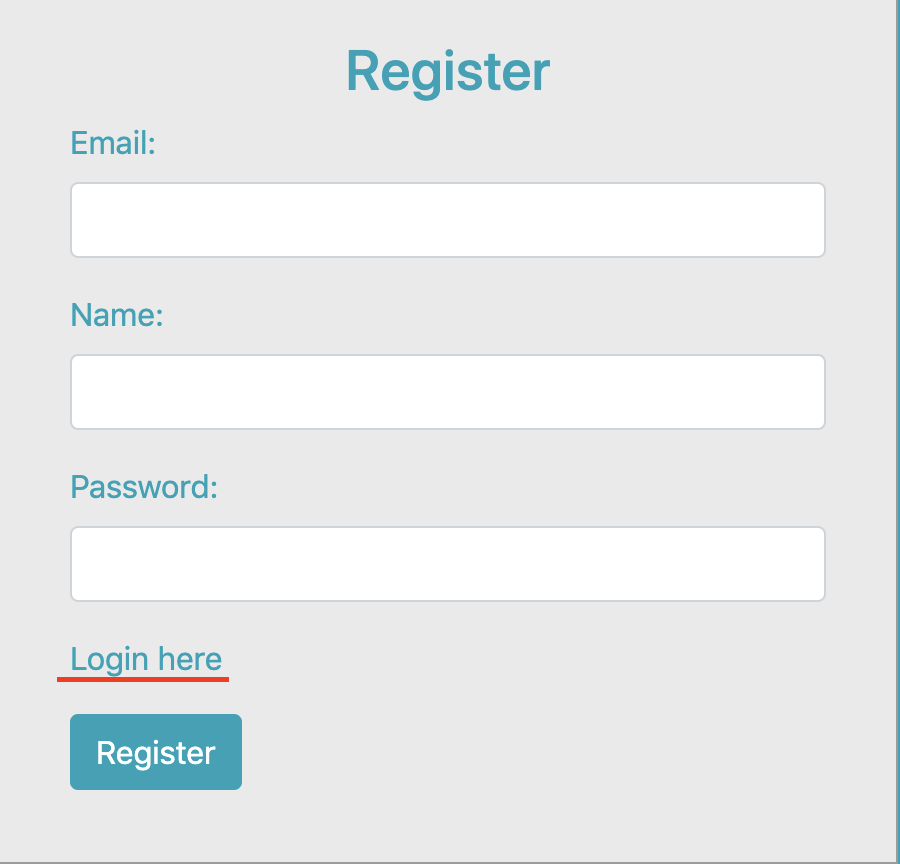 Register
Email:
Name:
Password:
Login here
Register